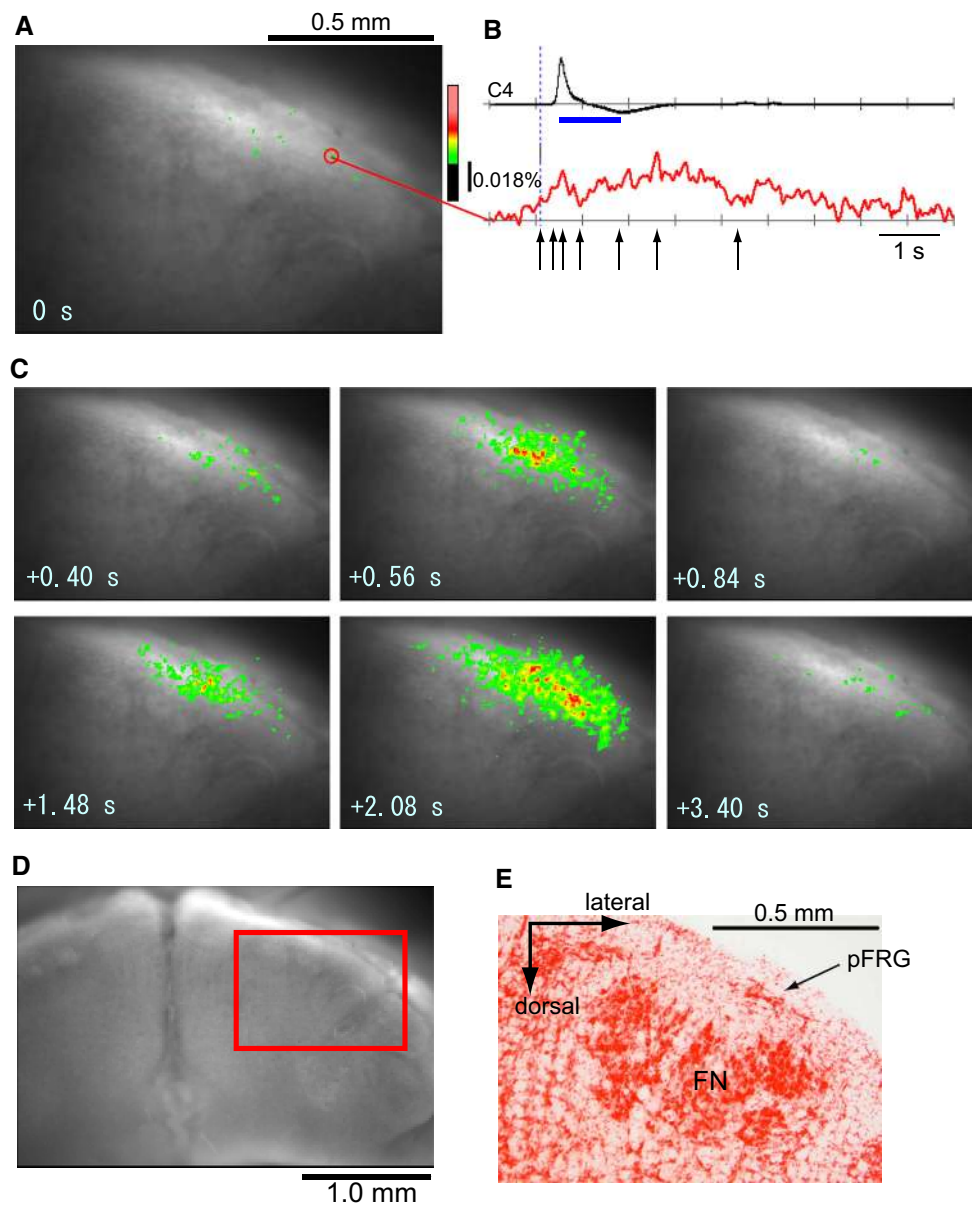 A
0.5 mm
0 s
B
C4
0.018%
1 s
C
+0.40 s
+0.56 s
+0.84 s
+1.48 s
+2.08 s
+3.40 s
D
1.0 mm
E
lateral
0.5 mm
pFRG
dorsal
FN